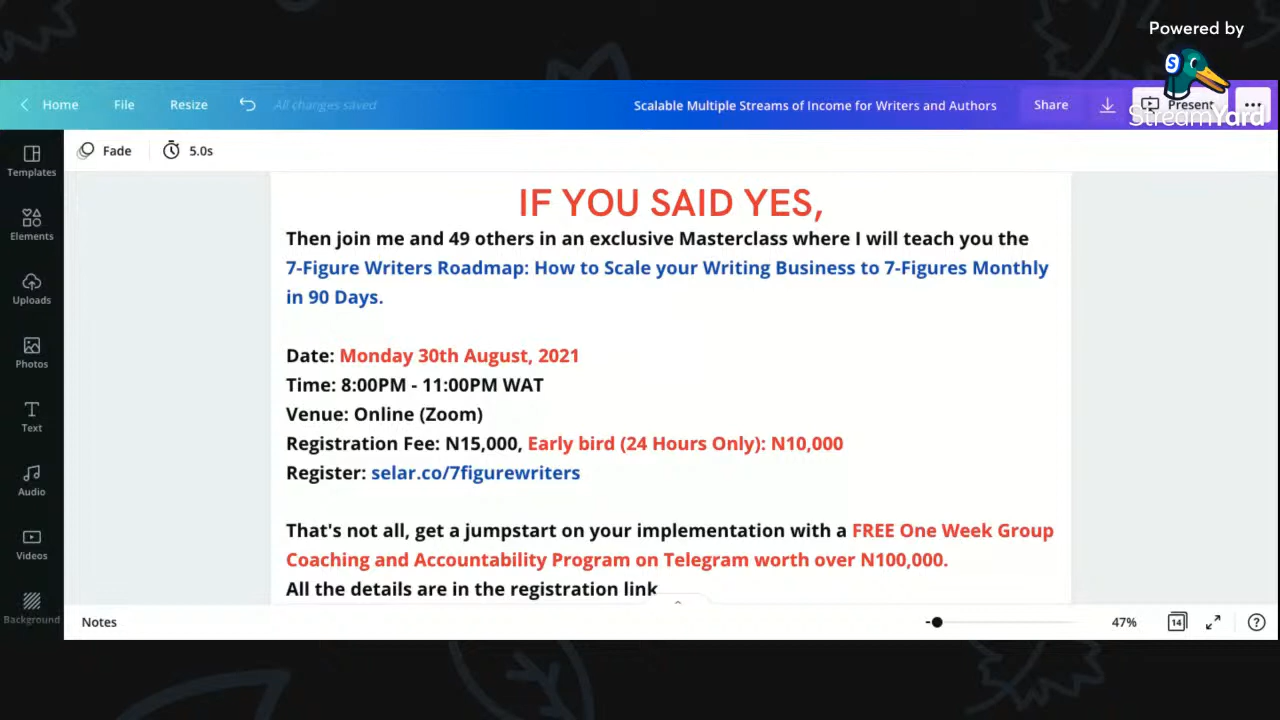 Powered by
StreamYard
Home File Resize All changes saved Scalable Multiple Streams of Income for Writers and Authors Share Present
Fade 5.0s
Templates
Elements
Uploads
Photos
Text
Audio
Videos
Background
IF YOU SAID YES,
Then join me and 49 others in an exclusive Masterclass where I will teach you the
7-Figure Writers Roadmap: How to Scale your Writing Business to 7-Figures Monthly
in 90 Days.
Date: Monday 30th August, 2021
Time: 8:00PM - 11:00PM WAT
Venue: Online (Zoom)
Registration Fee: N15,000, Early bird (24 Hours Only): N10,000
Register: selar.co/7figurewriters
That's not all, get a jumpstart on your implementation with a FREE One Week Group
Coaching and Accountability Program on Telegram worth over N100,000.
All the details are in the registration link
Notes 47% 14